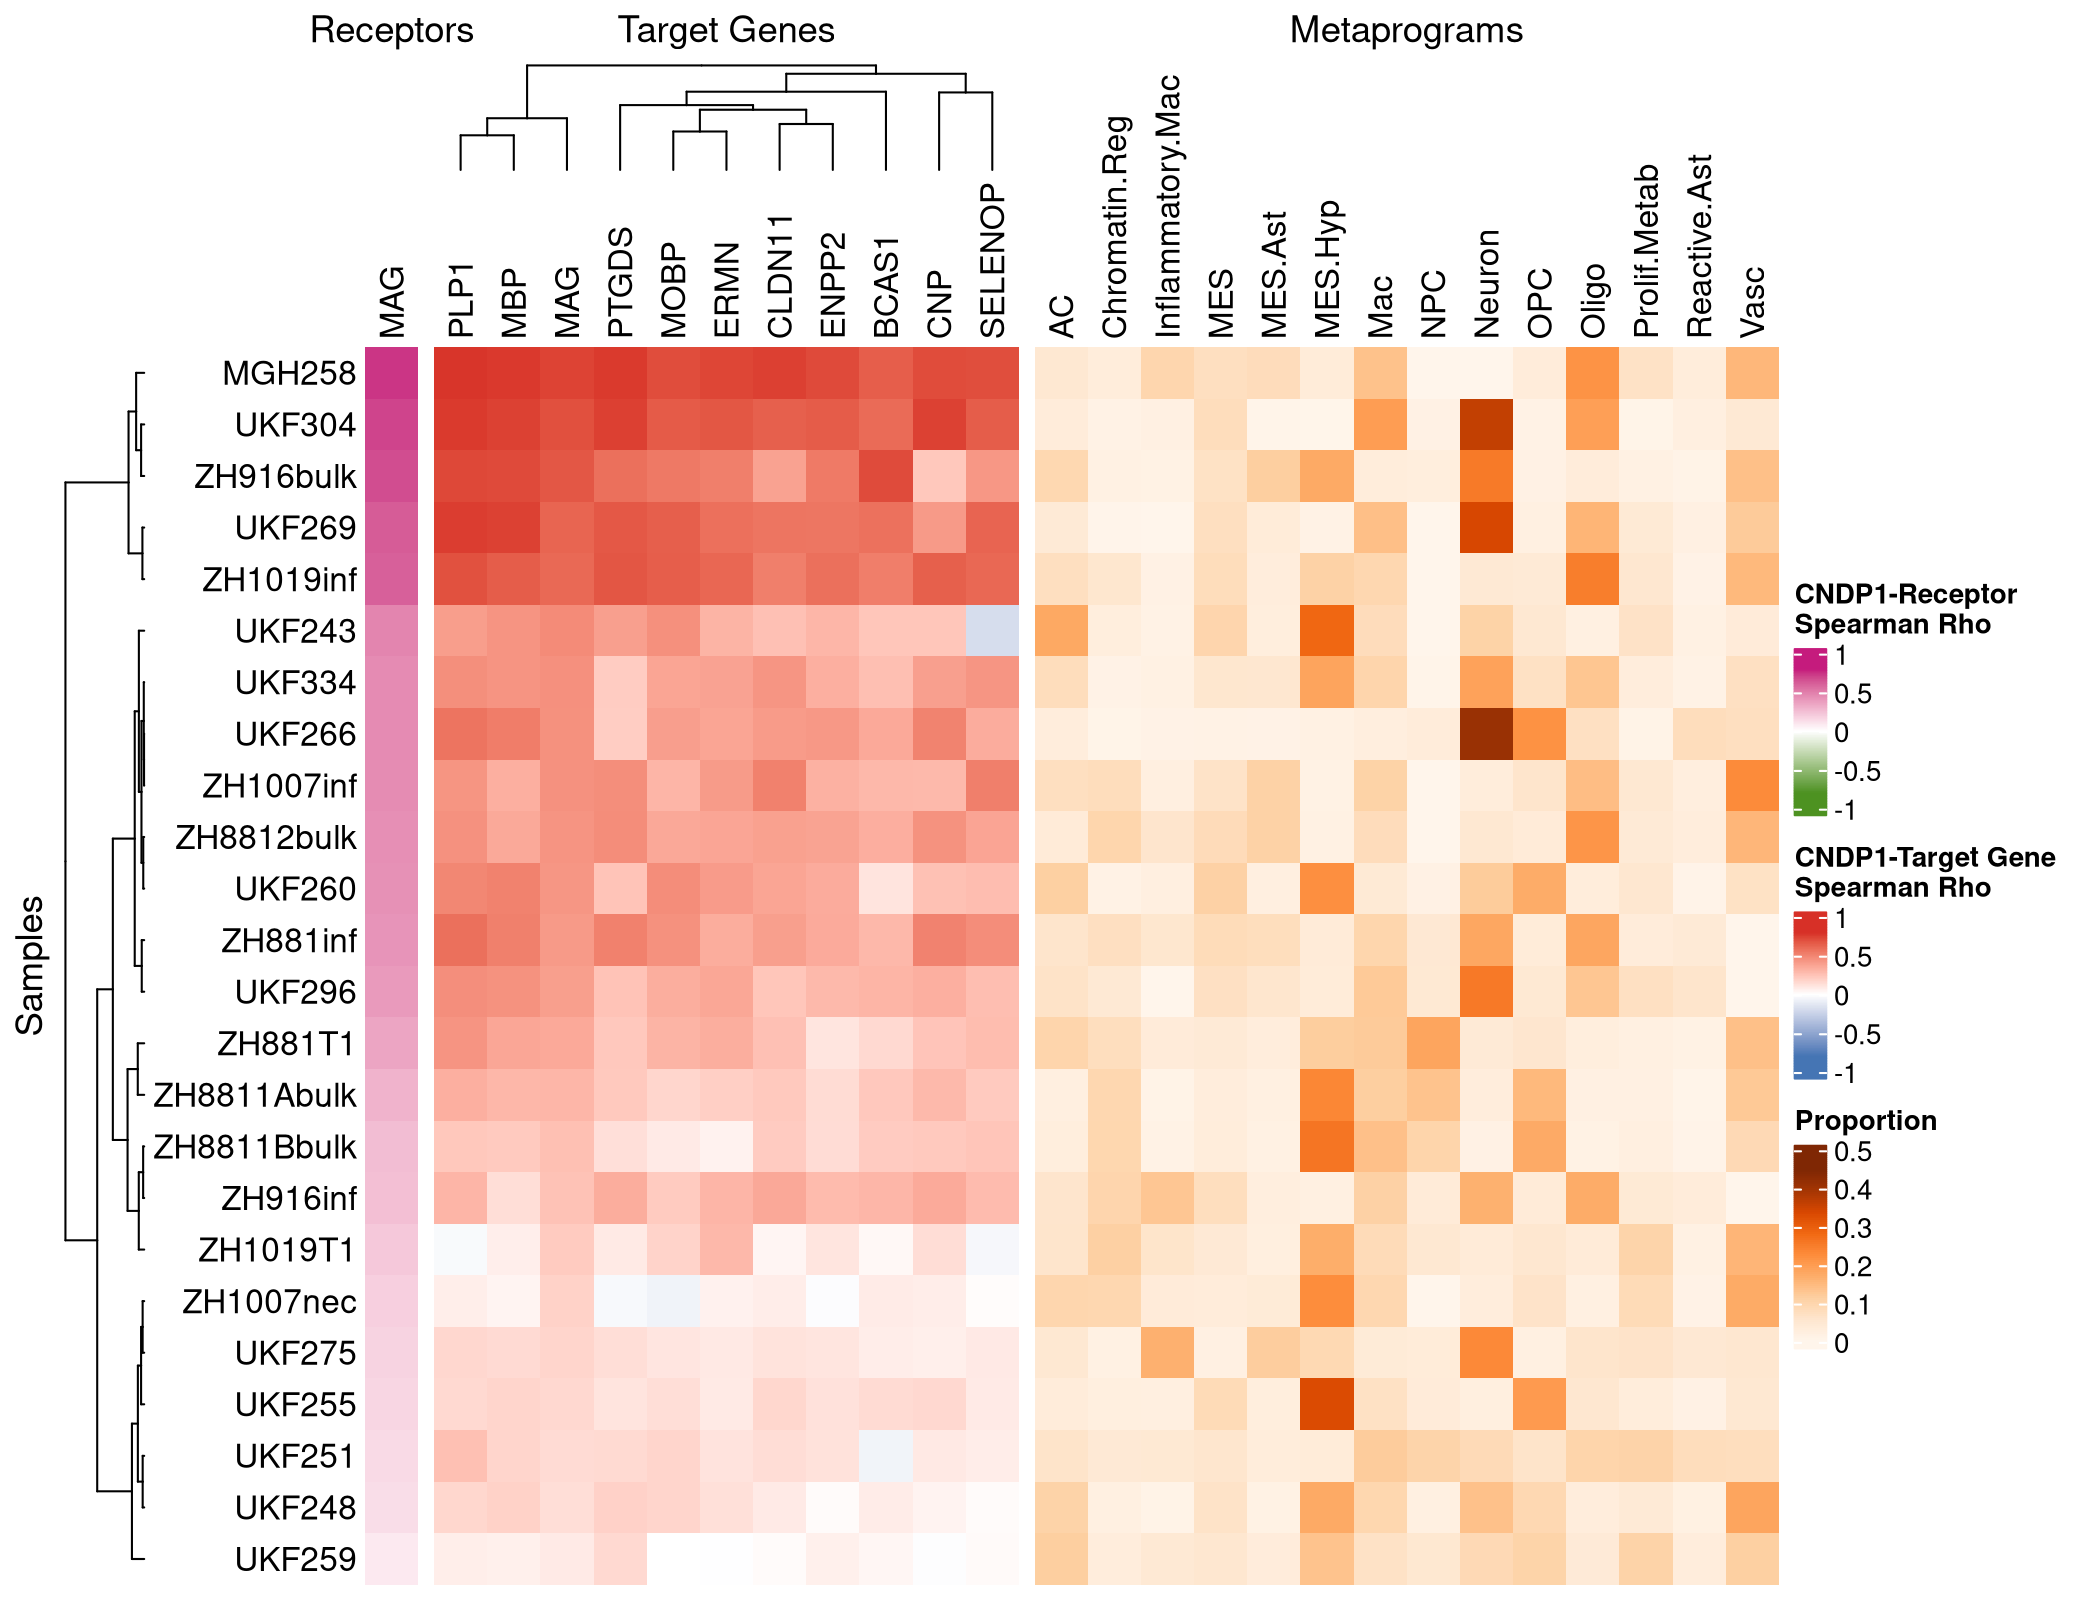 Receptors Target Genes Metaprograms
MAG PLP1 MBP MAG PTGDS MOBP ERMN CLDN11 ENPP2 BCAS1 CNP SELENOP AC Chromatin.Reg Inflammatory.Mac MES MES.Ast MES.Hyp Mac NPC Neuron OPC Oligo Prolif.Metab Reactive.Ast Vasc
Samples
MGH258
UKF304
ZH916bulk
UKF269
ZH1019inf
UKF243
UKF334
UKF266
ZH1007inf
ZH8812bulk
UKF260
ZH881inf
UKF296
ZH881T1
ZH8811Abulk
ZH8811Bbulk
ZH916inf
ZH1019T1
ZH1007nec
UKF275
UKF255
UKF251
UKF248
UKF259
CNDP1-Receptor
Spearman Rho
1
0.5
0
-0.5
-1
CNDP1-Target Gene
Spearman Rho
1
0.5
0
-0.5
-1
Proportion
0.5
0.4
0.3
0.2
0.1
0